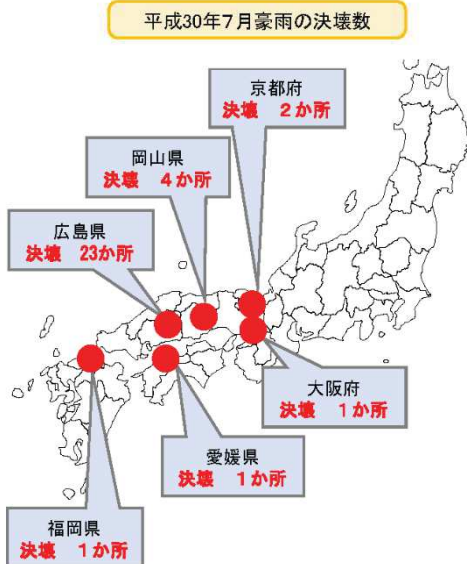 平成30年7月豪雨の決壊数
京都府
決壊 2か所
岡山県
決壊 4か所
広島県
決壊 23か所
大阪府
決壊 1か所
愛媛県
決壊 1か所
福岡県
決壊 1か所